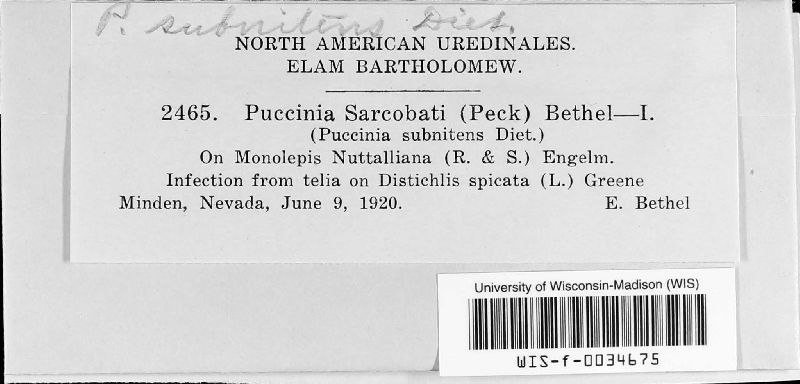 P. subnitens Diet.
NORTH AMERICAN UREDINALES.
ELAM BARTHOLOMEW.
2465. Puccinia Sarcobati (Peck) Bethel—I.
(Puccinia subnitens Diet.)
On Monolepis Nuttalliana (R. & S.) Engelm.
Infection from telia on Distichlis spicata (L.) Greene
Minden, Nevada, June 9, 1920. E. Bethel
University of Wisconsin-Madison (WIS)
WIS-f-0034675